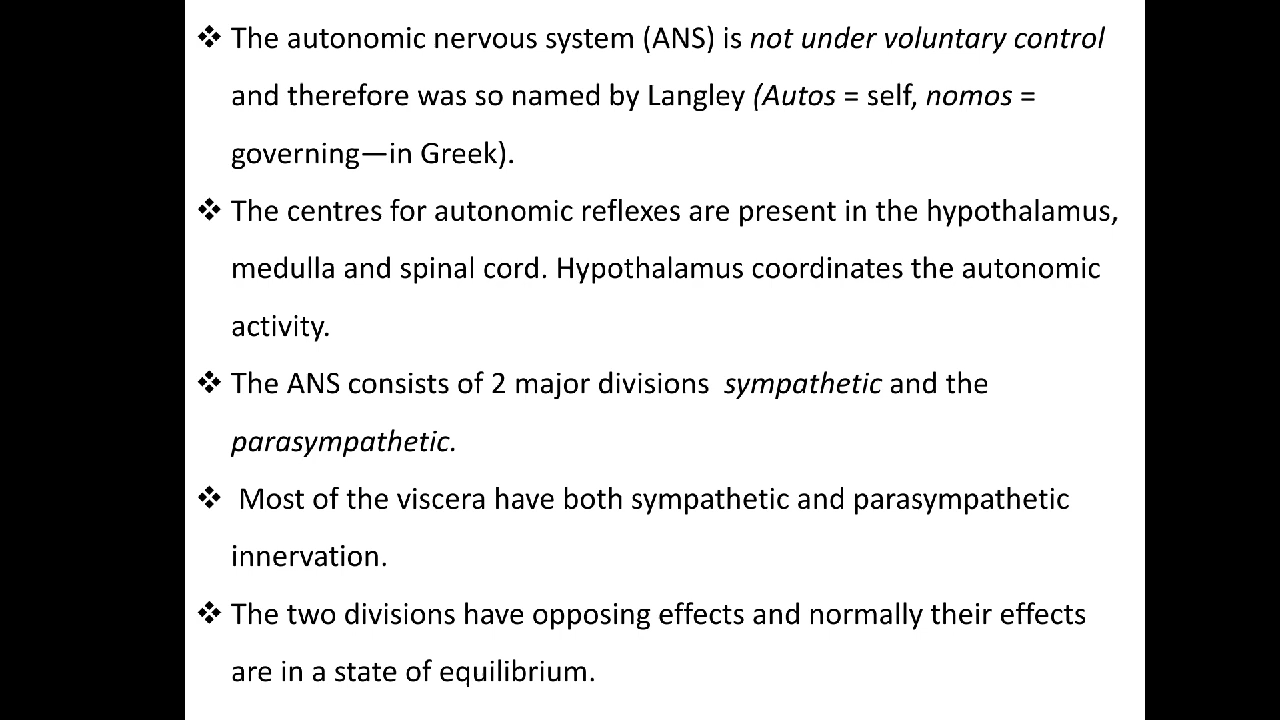 ❖ The autonomic nervous system (ANS) is not under voluntary control
and therefore was so named by Langley (Autos = self, nomos =
governing—in Greek).
❖ The centres for autonomic reflexes are present in the hypothalamus,
medulla and spinal cord. Hypothalamus coordinates the autonomic
activity.
❖ The ANS consists of 2 major divisions sympathetic and the
parasympathetic.
❖ Most of the viscera have both sympathetic and parasympathetic
innervation.
❖ The two divisions have opposing effects and normally their effects
are in a state of equilibrium.